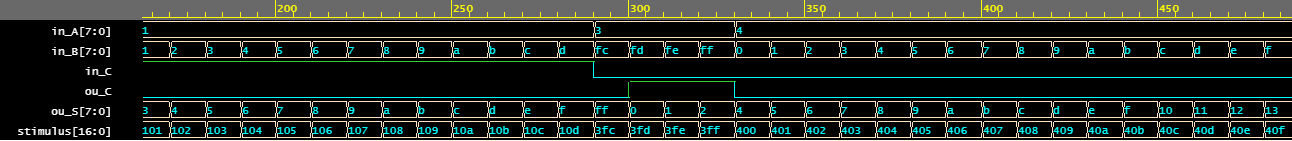 200 250 300 350 400 450
in_A[7:0] 1 3 4
in_B[7:0] 1 2 3 4 5 6 7 8 9 a b c d fc fd fe ff 0 1 2 3 4 5 6 7 8 9 a b c d e f
in_C
ou_C
ou_S[7:0] 3 4 5 6 7 8 9 a b c d e f ff 0 1 2 4 5 6 7 8 9 a b c d e f 10 11 12 13
stimulus[16:0] 101 102 103 104 105 106 107 108 109 10a 10b 10c 10d 3fc 3fd 3fe 3ff 400 401 402 403 404 405 406 407 408 409 40a 40b 40c 40d 40e 40f